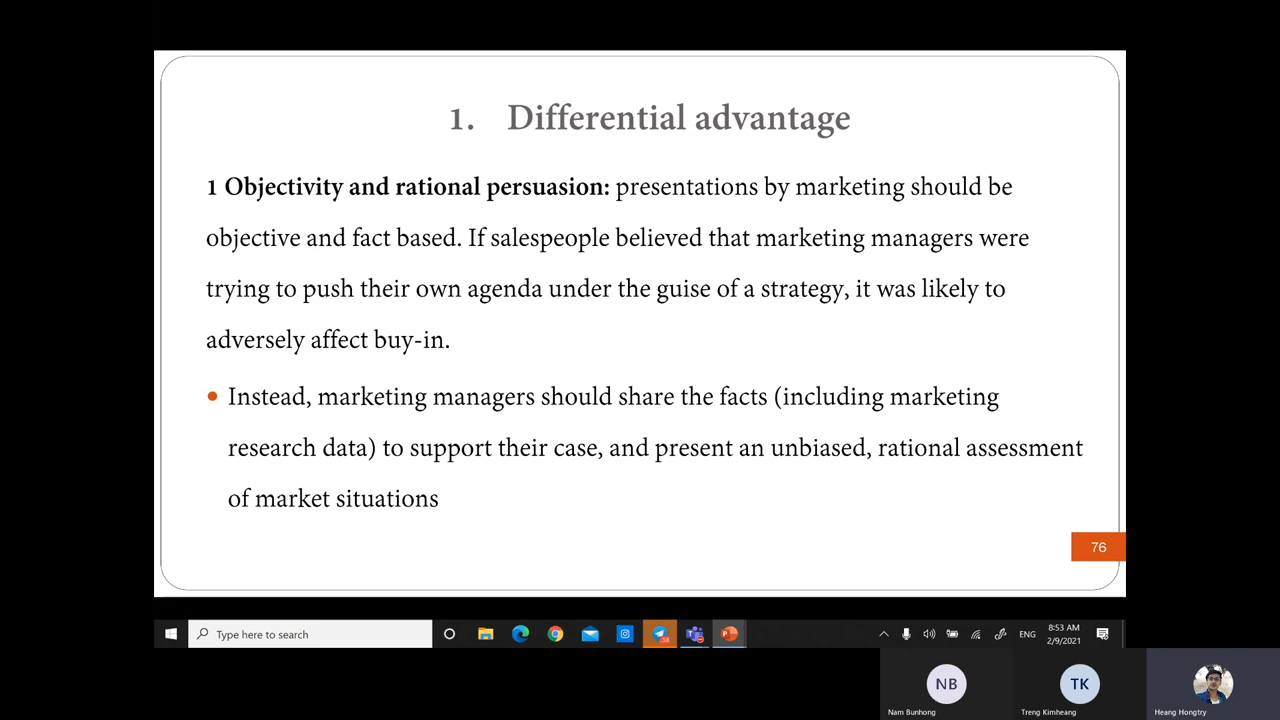 1. Differential advantage
1 Objectivity and rational persuasion: presentations by marketing should be
objective and fact based. If salespeople believed that marketing managers were
trying to push their own agenda under the guise of a strategy, it was likely to
adversely affect buy-in.
Instead, marketing managers should share the facts (including marketing
research data) to support their case, and present an unbiased, rational assessment
of market situations
76
Type here to search
ENG
8:53 AM
2/9/2021
NB
TK
Nam Bunhong
Treng Kimheang
Heang Hongtry